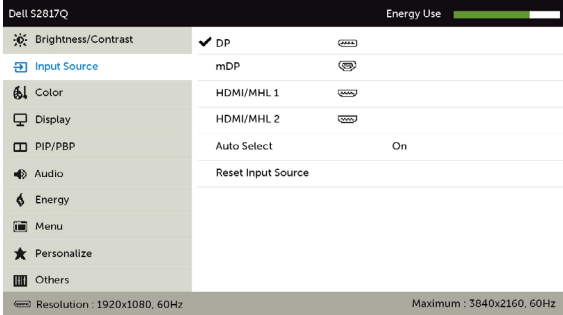 Dell S2817Q Energy Use
Brightness/Contrast
Input Source
Color
Display
PIP/PBP
Audio
Energy
Menu
Personalize
Others
DP
mDP
HDMI/MHL 1
HDMI/MHL 2
Auto Select On
Reset Input Source
Resolution : 1920x1080, 60Hz Maximum : 3840x2160, 60Hz